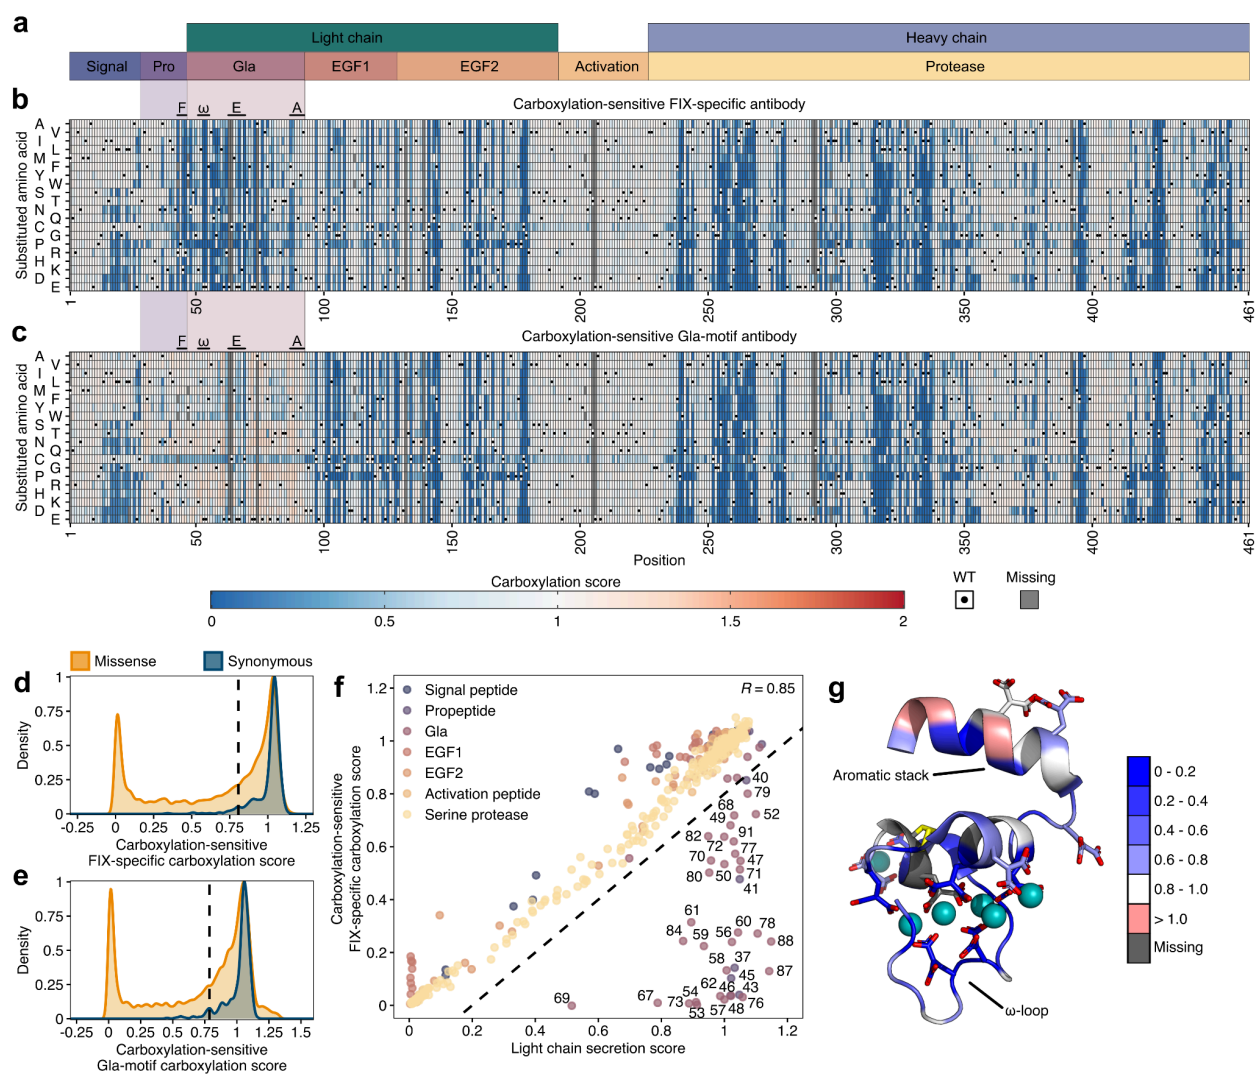 a
Light chain
Heavy chain
Signal
Pro
Gla
EGF1
EGF2
Activation
Protease
b
F
ω
E
A
Carboxylation-sensitive FIX-specific antibody
Substituted amino acid
A
V
I
L
M
F
Y
W
S
T
N
Q
C
G
P
R
H
K
D
E
1
50
100
150
200
250
300
350
400
461
c
F
ω
E
A
Carboxylation-sensitive Gla-motif antibody
Substituted amino acid
A
V
I
L
M
F
Y
W
S
T
N
Q
C
G
P
R
H
K
D
E
1
50
100
150
200
250
300
350
400
461
Position
Carboxylation score
0
0.5
1
1.5
2
WT
Missing
Missense
Synonymous
d
Density
1
0.75
0.5
0.25
0
-0.25
0
0.25
0.5
0.75
1
1.25
Carboxylation-sensitive
FIX-specific carboxylation score
e
Density
1
0.75
0.5
0.25
0
-0.25
0
0.25
0.5
0.75
1
1.25
1.5
Carboxylation-sensitive
Gla-motif carboxylation score
f
Carboxylation-sensitive
FIX-specific carboxylation score
1.2
1
0.8
0.6
0.4
0.2
0
Signal peptide
Propeptide
Gla
EGF1
EGF2
Activation peptide
Serine protease
R = 0.85
40
79
68
52
49
82
91
72
77
70
47
80
50
71
41
61
60
78
84
59
56
88
58
37
87
45
62
46
43
54
69
67
73
76
53
57
48
0
0.2
0.4
0.6
0.8
1
1.2
Light chain secretion score
g
Aromatic stack
ω-loop
0 - 0.2
0.2 - 0.4
0.4 - 0.6
0.6 - 0.8
0.8 - 1.0
> 1.0
Missing